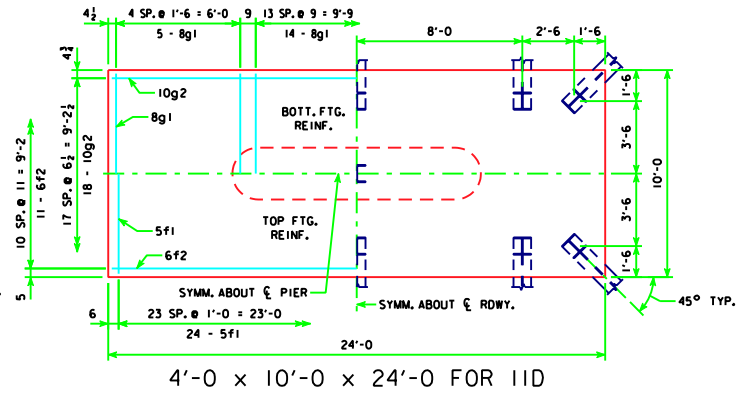 4½ 4 SP. @ 1'-6 = 6'-0 9 13 SP. @ 9 = 9'-9
5 - 8g1 14 - 8g1
8'-0 2'-6 1'-6
4¾
10g2
8g1
BOTT. FTG.
REINF.
1'-6
3'-6
10'-0
3'-6
1'-6
10 SP. @ 11 = 9'-2
11 - 6f2
17 SP. @ 6½ = 9'-2½
18 - 10g2
5f1
TOP FTG.
REINF.
6f2
5
SYMM. ABOUT ℄ PIER
SYMM. ABOUT ℄ RDWY.
45° TYP.
6 23 SP. @ 1'-0 = 23'-0
24 - 5f1
24'-0
4'-0 x 10'-0 x 24'-0 FOR 11D